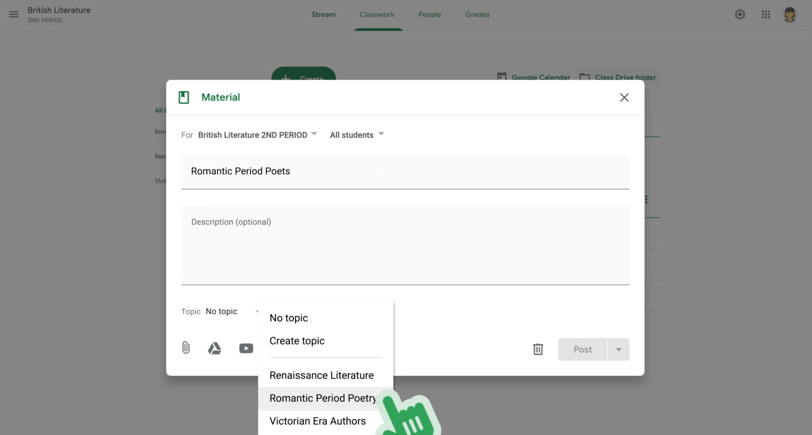 British Literature
2ND PERIOD
Stream
Classwork
People
Grades
Create
Google Calendar
Class Drive folder
All t
Rom
Ren
Vict
Material
For British Literature 2ND PERIOD All students
Romantic Period Poets
Description (optional)
Topic No topic
No topic
Create topic
Renaissance Literature
Romantic Period Poetry
Victorian Era Authors
Post